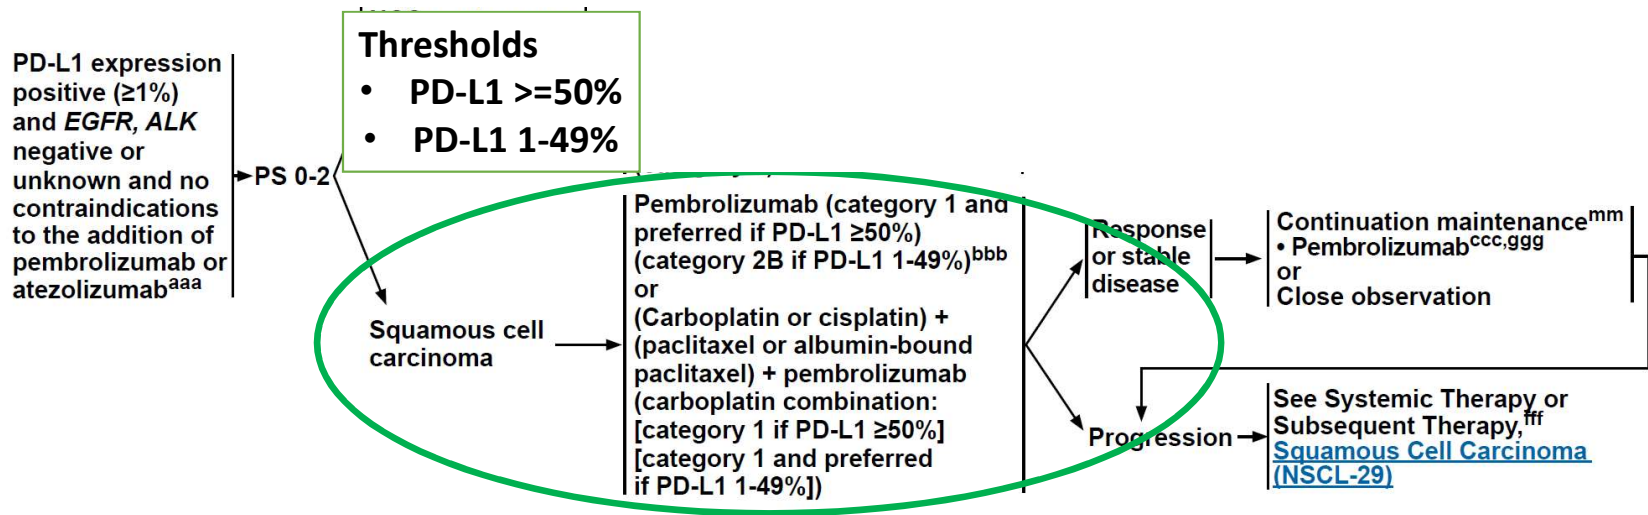 PD-L1 expression
positive (≥1%)
and EGFR, ALK
negative or
unknown and no
contraindications
to the addition of
pembrolizumab or
atezolizumabaaa
PS 0-2
Thresholds
• PD-L1 >=50%
• PD-L1 1-49%
Squamous cell
carcinoma
Pembrolizumab (category 1 and
preferred if PD-L1 ≥50%)
(category 2B if PD-L1 1-49%)bbb
or
(Carboplatin or cisplatin) +
(paclitaxel or albumin-bound
paclitaxel) + pembrolizumab
(carboplatin combination:
[category 1 if PD-L1 ≥50%]
[category 1 and preferred
if PD-L1 1-49%])
Response
or stable
disease
Continuation maintenancemm
• Pembrolizumabccc,ggg
or
Close observation
Progression
See Systemic Therapy or
Subsequent Therapy,fff
Squamous Cell Carcinoma
(NSCL-29)